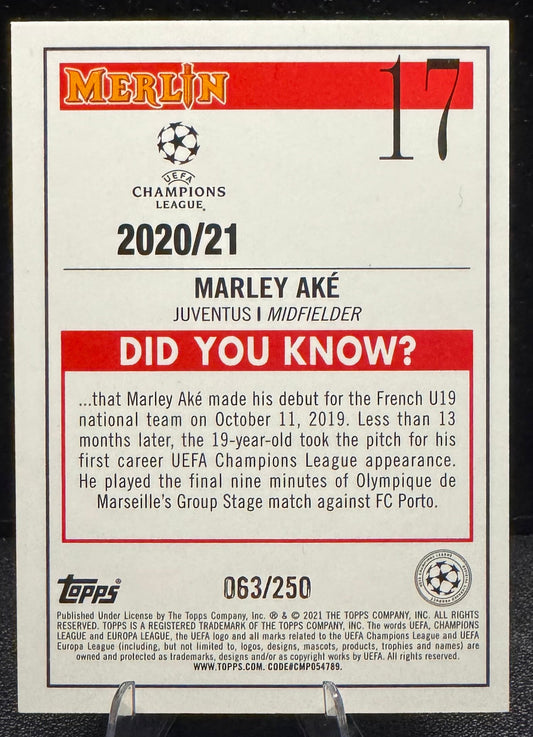 MERLIN
17
UEFA
CHAMPIONS
LEAGUE®
2020/21
MARLEY AKÉ
JUVENTUS I MIDFIELDER
DID YOU KNOW?
...that Marley Aké made his debut for the French U19
national team on October 11, 2019. Less than 13
months later, the 19-year-old took the pitch for his
first career UEFA Champions League appearance.
He played the final nine minutes of Olympique de
Marseille's Group Stage match against FC Porto.
topps®
063/250
Published Under License by The Topps Company, Inc. ® & © 2021 THE TOPPS COMPANY, INC. ALL RIGHTS
RESERVED. TOPPS IS A REGISTERED TRADEMARK OF THE TOPPS COMPANY, INC. The words UEFA, CHAMPIONS
LEAGUE and EUROPA LEAGUE, the UEFA logo and all marks related to the UEFA Champions League and UEFA
Europa League (including, but not limited to, logos, designs, mascots, products, trophies and names) are
owned and protected as trademarks, designs and/or as copyright works by UEFA. All rights reserved.
WWW.TOPPS.COM. CODE#CMP054789.